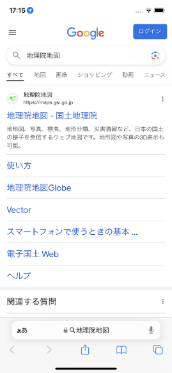 17:15
Google
ログイン
地理院地図
すべて 地図 画像 ショッピング 動画 ニュース
地理院地図
https://maps.gsi.go.jp
地理院地図 - 国土地理院
地形図、写真、標高、地形分類、災害情報など、日本の国土の様子を発信するウェブ地図です。地形図や写真の3D表示も可能。
使い方
地理院地図Globe
Vector
スマートフォンで使うときの基本 ...
電子国土 Web
ヘルプ
関連する質問
ぁあ 地理院地図